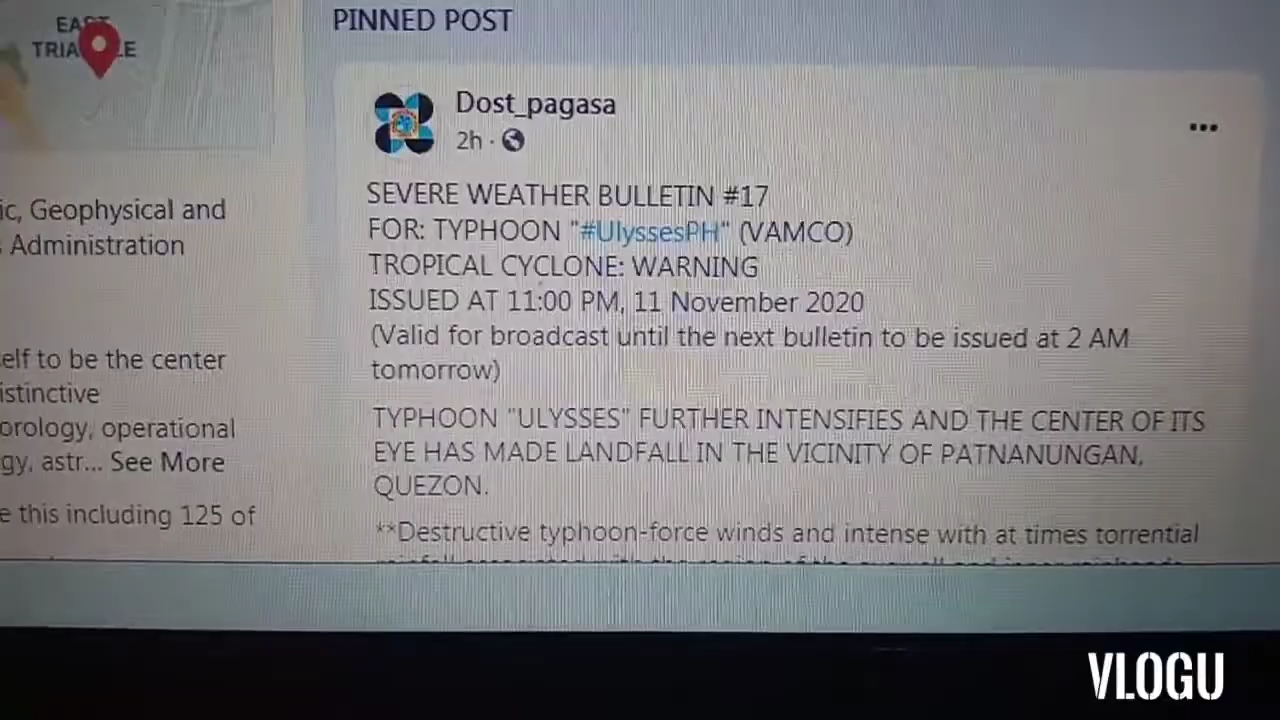 EAST
TRIANGLE
PINNED POST
Dost_pagasa
2h ·
SEVERE WEATHER BULLETIN #17
FOR: TYPHOON "#UlyssesPH" (VAMCO)
TROPICAL CYCLONE: WARNING
ISSUED AT 11:00 PM, 11 November 2020
(Valid for broadcast until the next bulletin to be issued at 2 AM
tomorrow)
TYPHOON "ULYSSES" FURTHER INTENSIFIES AND THE CENTER OF ITS
EYE HAS MADE LANDFALL IN THE VICINITY OF PATNANUNGAN,
QUEZON.
**Destructive typhoon-force winds and intense with at times torrential
ic, Geophysical and
s Administration
elf to be the center
istinctive
orology, operational
gy, astr... See More
e this including 125 of
VLOGU